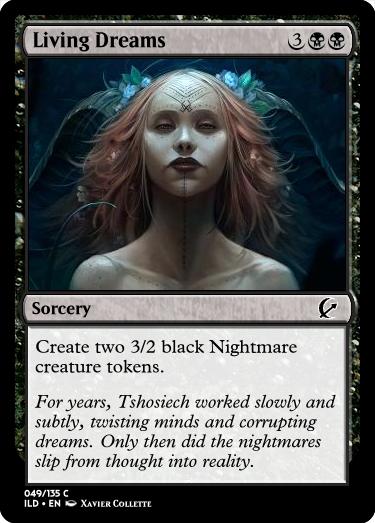 Living Dreams 3
Sorcery
Create two 3/2 black Nightmare
creature tokens.
For years, Tshosiech worked slowly and
subtly, twisting minds and corrupting
dreams. Only then did the nightmares
slip from thought into reality.
049/135 C
ILD • EN Xavier Collette